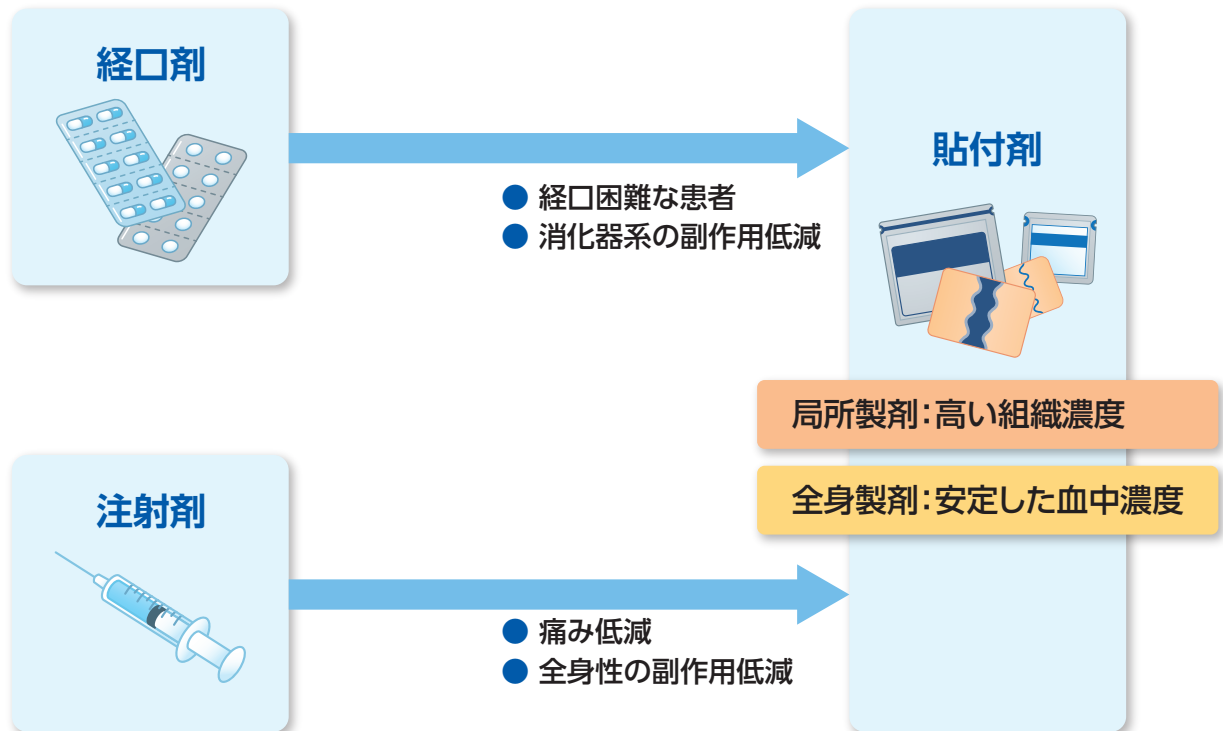 経口剤
● 経口困難な患者
● 消化器系の副作用低減
貼付剤
局所製剤：高い組織濃度
全身製剤：安定した血中濃度
注射剤
● 痛み低減
● 全身性の副作用低減